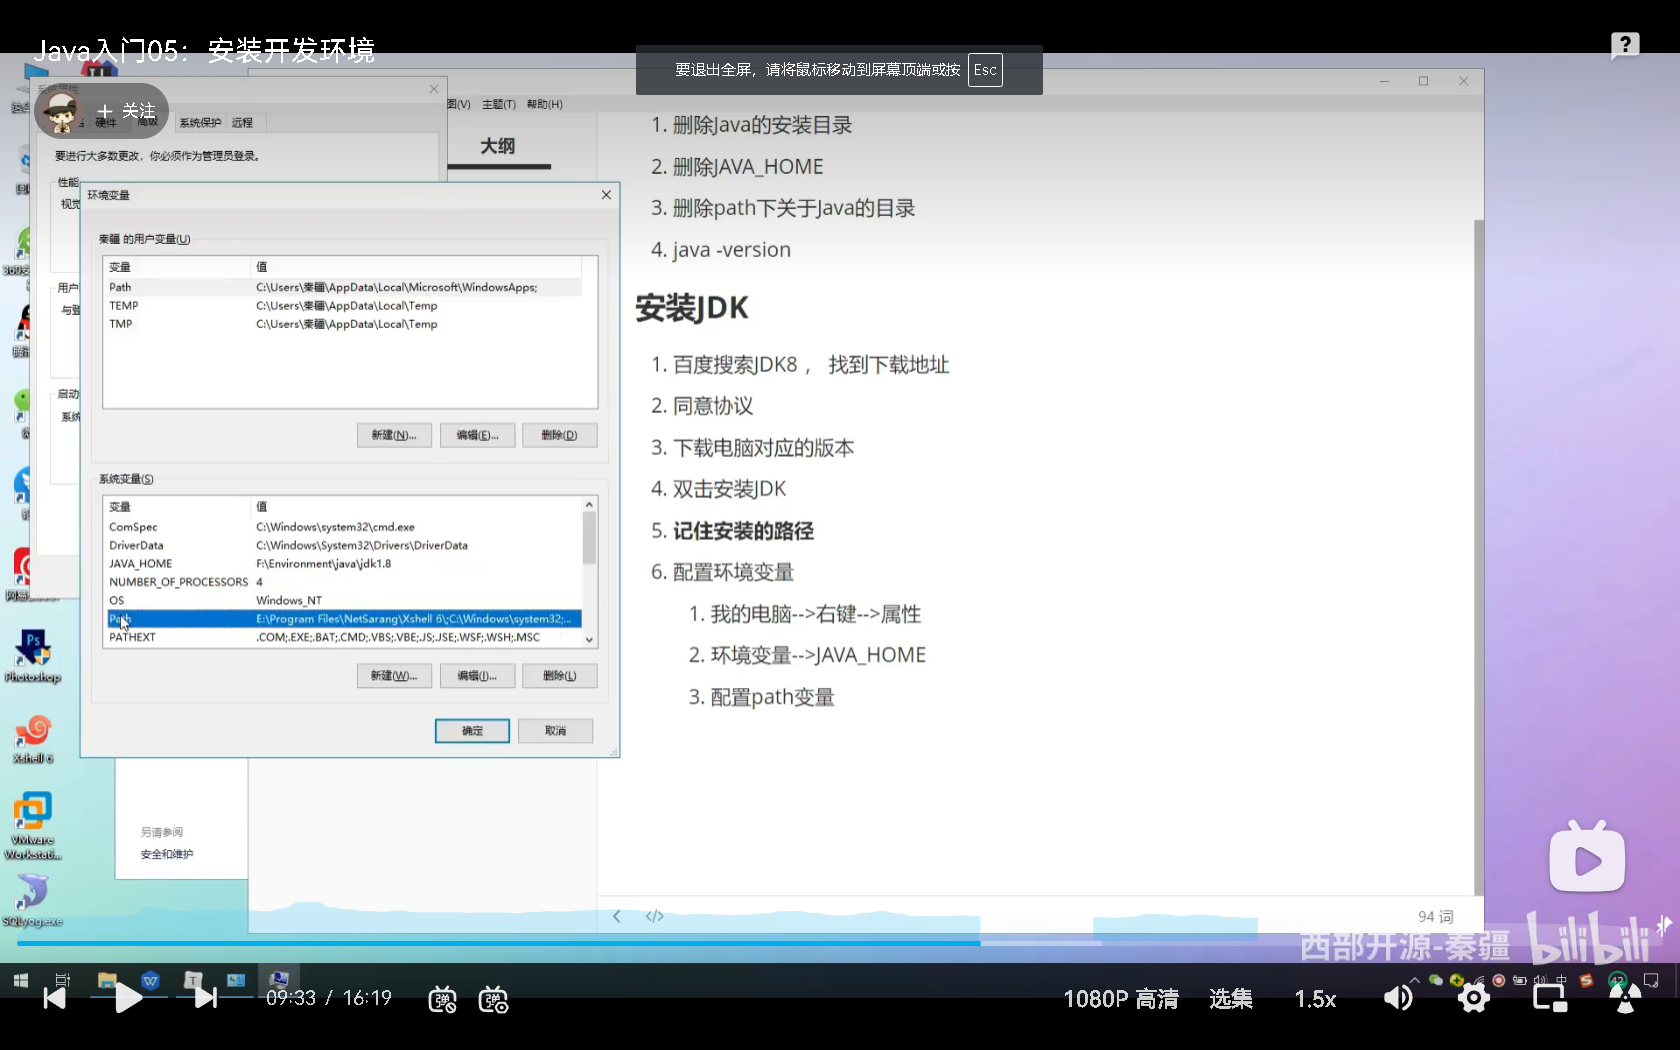 Java入门05：安装开发环境
要退出全屏，请将鼠标移动到屏幕顶端或按 Esc
?
+ 关注
硬件 高级 系统保护 远程
要进行大多数更改，你必须作为管理员登录。
性能
视觉
用户
与登
启动
系统
图(V) 主题(T) 帮助(H)
大纲
环境变量
秦疆 的用户变量(U)
变量 值
Path C:\Users\秦疆\AppData\Local\Microsoft\WindowsApps;
TEMP C:\Users\秦疆\AppData\Local\Temp
TMP C:\Users\秦疆\AppData\Local\Temp
新建(N)... 编辑(E)... 删除(D)
系统变量(S)
变量 值
ComSpec C:\Windows\system32\cmd.exe
DriverData C:\Windows\System32\Drivers\DriverData
JAVA_HOME F:\Environment\java\jdk1.8
NUMBER_OF_PROCESSORS 4
OS Windows_NT
Path E:\Program Files\NetSarang\Xshell 6\;C:\Windows\system32;...
PATHEXT .COM;.EXE;.BAT;.CMD;.VBS;.VBE;.JS;.JSE;.WSF;.WSH;.MSC
新建(W)... 编辑(I)... 删除(L)
确定 取消
另请参阅
安全和维护
1. 删除Java的安装目录
2. 删除JAVA_HOME
3. 删除path下关于Java的目录
4. java -version
安装JDK
1. 百度搜索JDK8 ， 找到下载地址
2. 同意协议
3. 下载电脑对应的版本
4. 双击安装JDK
5. 记住安装的路径
6. 配置环境变量
1. 我的电脑-->右键-->属性
2. 环境变量-->JAVA_HOME
3. 配置path变量
</>
94 词
Ps
Photoshop
Xshell 6
VMware
Workstati...
SQLyog.exe
西部开源-秦疆 bilibili
09:33 / 16:19
弹 弹
1080P 高清 选集 1.5x
中
42